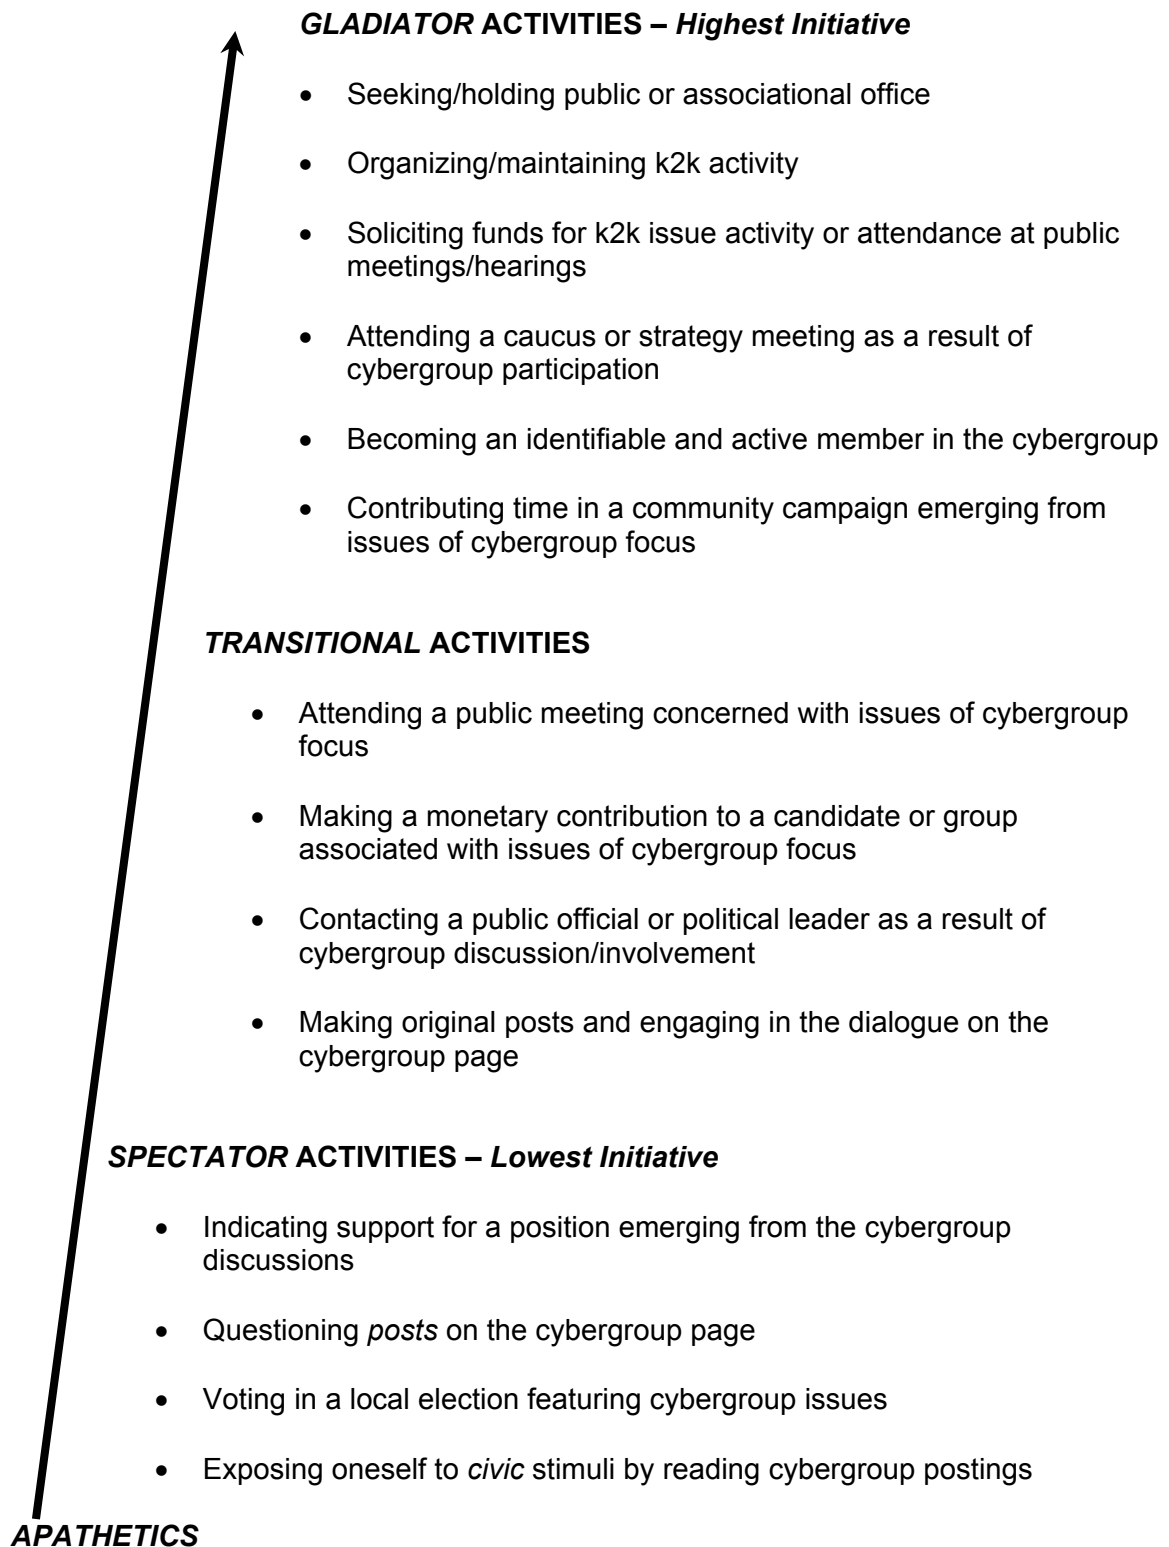 GLADIATOR ACTIVITIES – Highest Initiative
• Seeking/holding public or associational office
• Organizing/maintaining k2k activity
• Soliciting funds for k2k issue activity or attendance at public
meetings/hearings
• Attending a caucus or strategy meeting as a result of
cybergroup participation
• Becoming an identifiable and active member in the cybergroup
• Contributing time in a community campaign emerging from
issues of cybergroup focus
TRANSITIONAL ACTIVITIES
• Attending a public meeting concerned with issues of cybergroup
focus
• Making a monetary contribution to a candidate or group
associated with issues of cybergroup focus
• Contacting a public official or political leader as a result of
cybergroup discussion/involvement
• Making original posts and engaging in the dialogue on the
cybergroup page
SPECTATOR ACTIVITIES – Lowest Initiative
• Indicating support for a position emerging from the cybergroup
discussions
• Questioning posts on the cybergroup page
• Voting in a local election featuring cybergroup issues
• Exposing oneself to civic stimuli by reading cybergroup postings
APATHETICS